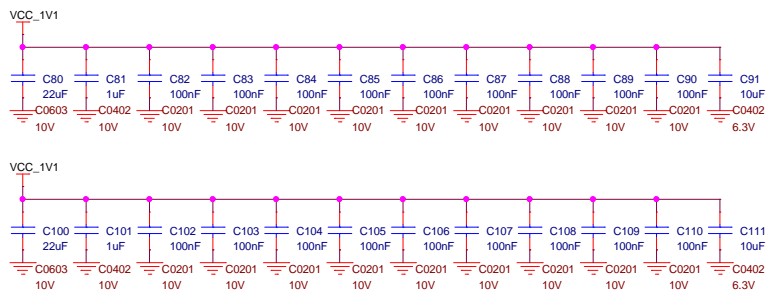 VCC_1V1
C80 C81 C82 C83 C84 C85 C86 C87 C88 C89 C90 C91
22uF 1uF 100nF 100nF 100nF 100nF 100nF 100nF 100nF 100nF 100nF 10uF
C0603 C0402 C0201 C0201 C0201 C0201 C0201 C0201 C0201 C0201 C0201 C0402
10V 10V 10V 10V 10V 10V 10V 10V 10V 10V 10V 6.3V
VCC_1V1
C100 C101 C102 C103 C104 C105 C106 C107 C108 C109 C110 C111
22uF 1uF 100nF 100nF 100nF 100nF 100nF 100nF 100nF 100nF 100nF 10uF
C0603 C0402 C0201 C0201 C0201 C0201 C0201 C0201 C0201 C0201 C0201 C0402
10V 10V 10V 10V 10V 10V 10V 10V 10V 10V 10V 6.3V